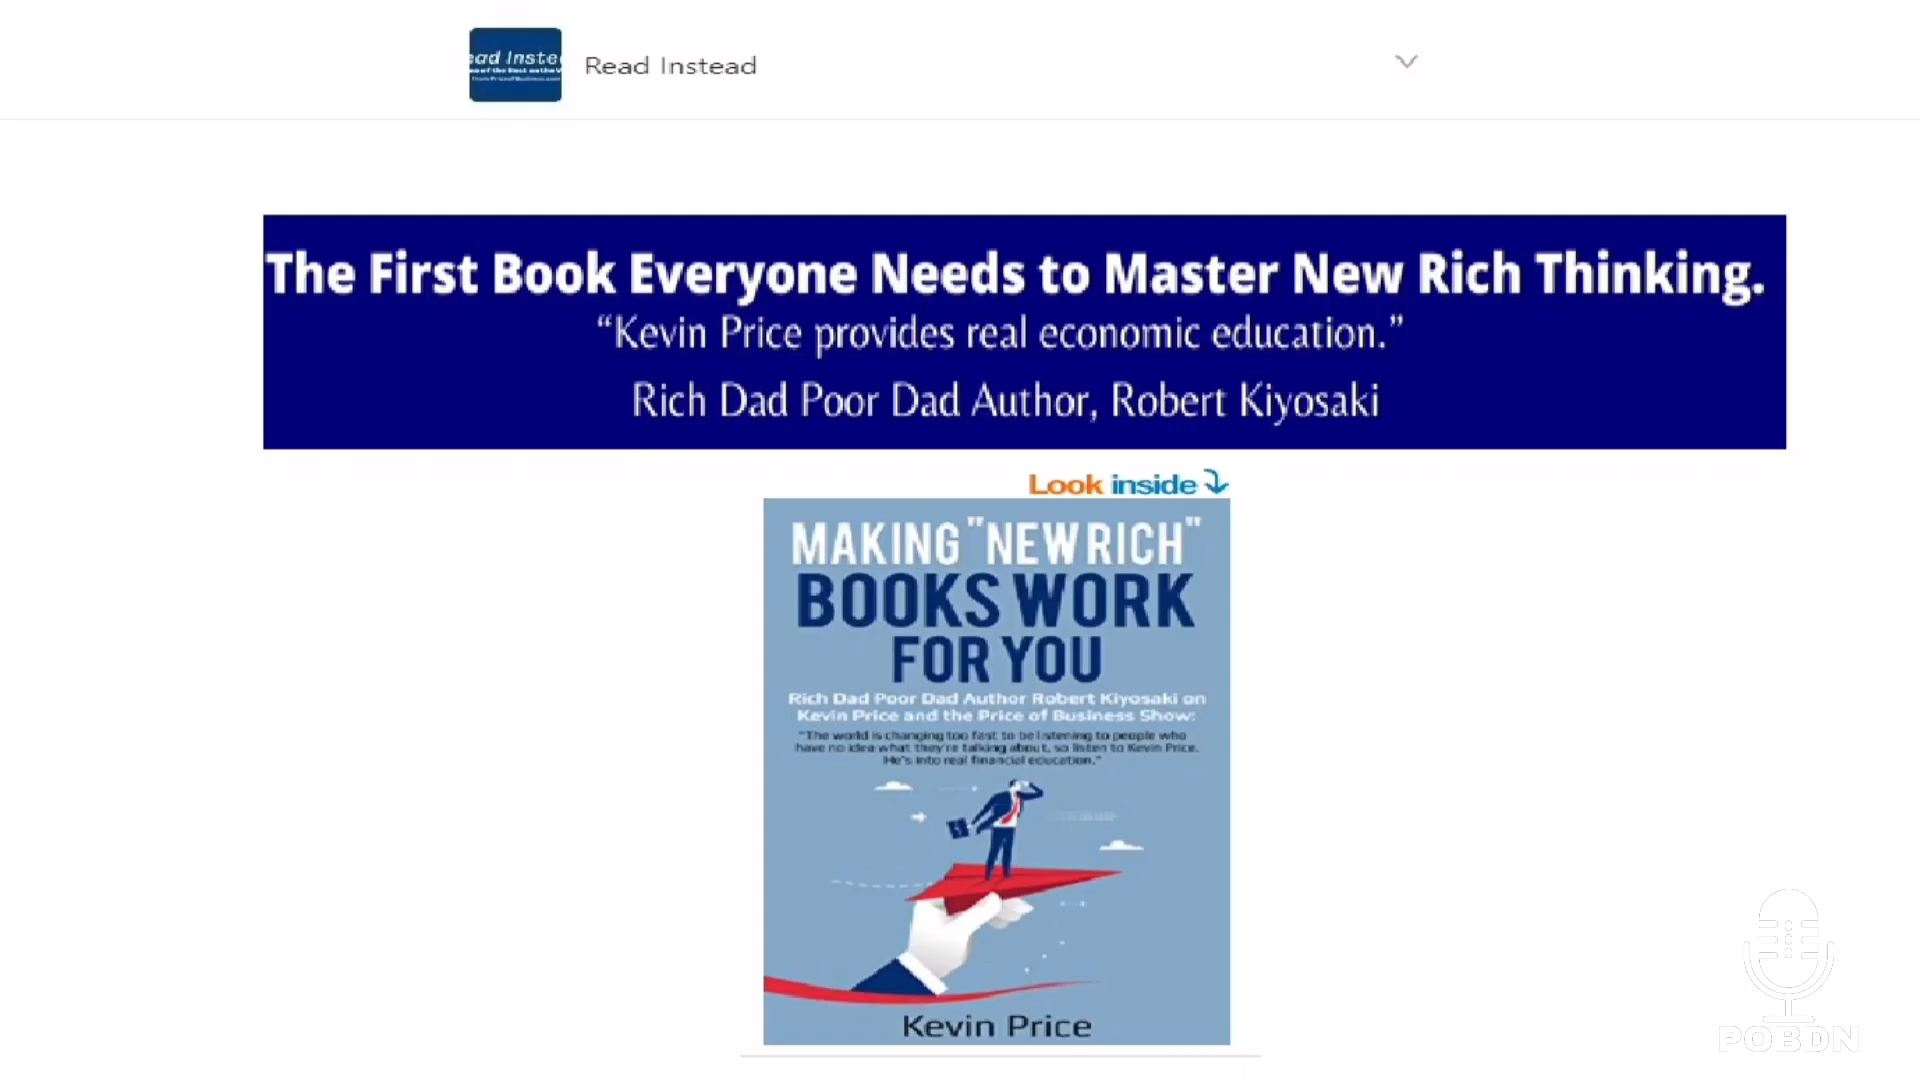 ead Inste
Read Instead
The First Book Everyone Needs to Master New Rich Thinking.
“Kevin Price provides real economic education.”
Rich Dad Poor Dad Author, Robert Kiyosaki
Look inside
MAKING "NEW RICH"
BOOKS WORK
FOR YOU
Rich Dad Poor Dad Author Robert Kiyosaki on
Kevin Price and the Price of Business Show:
"The world is changing too fast to be listening to people who
have no idea what they're talking about, so listen to Kevin Price.
He's into real financial education."
Kevin Price
POBDN